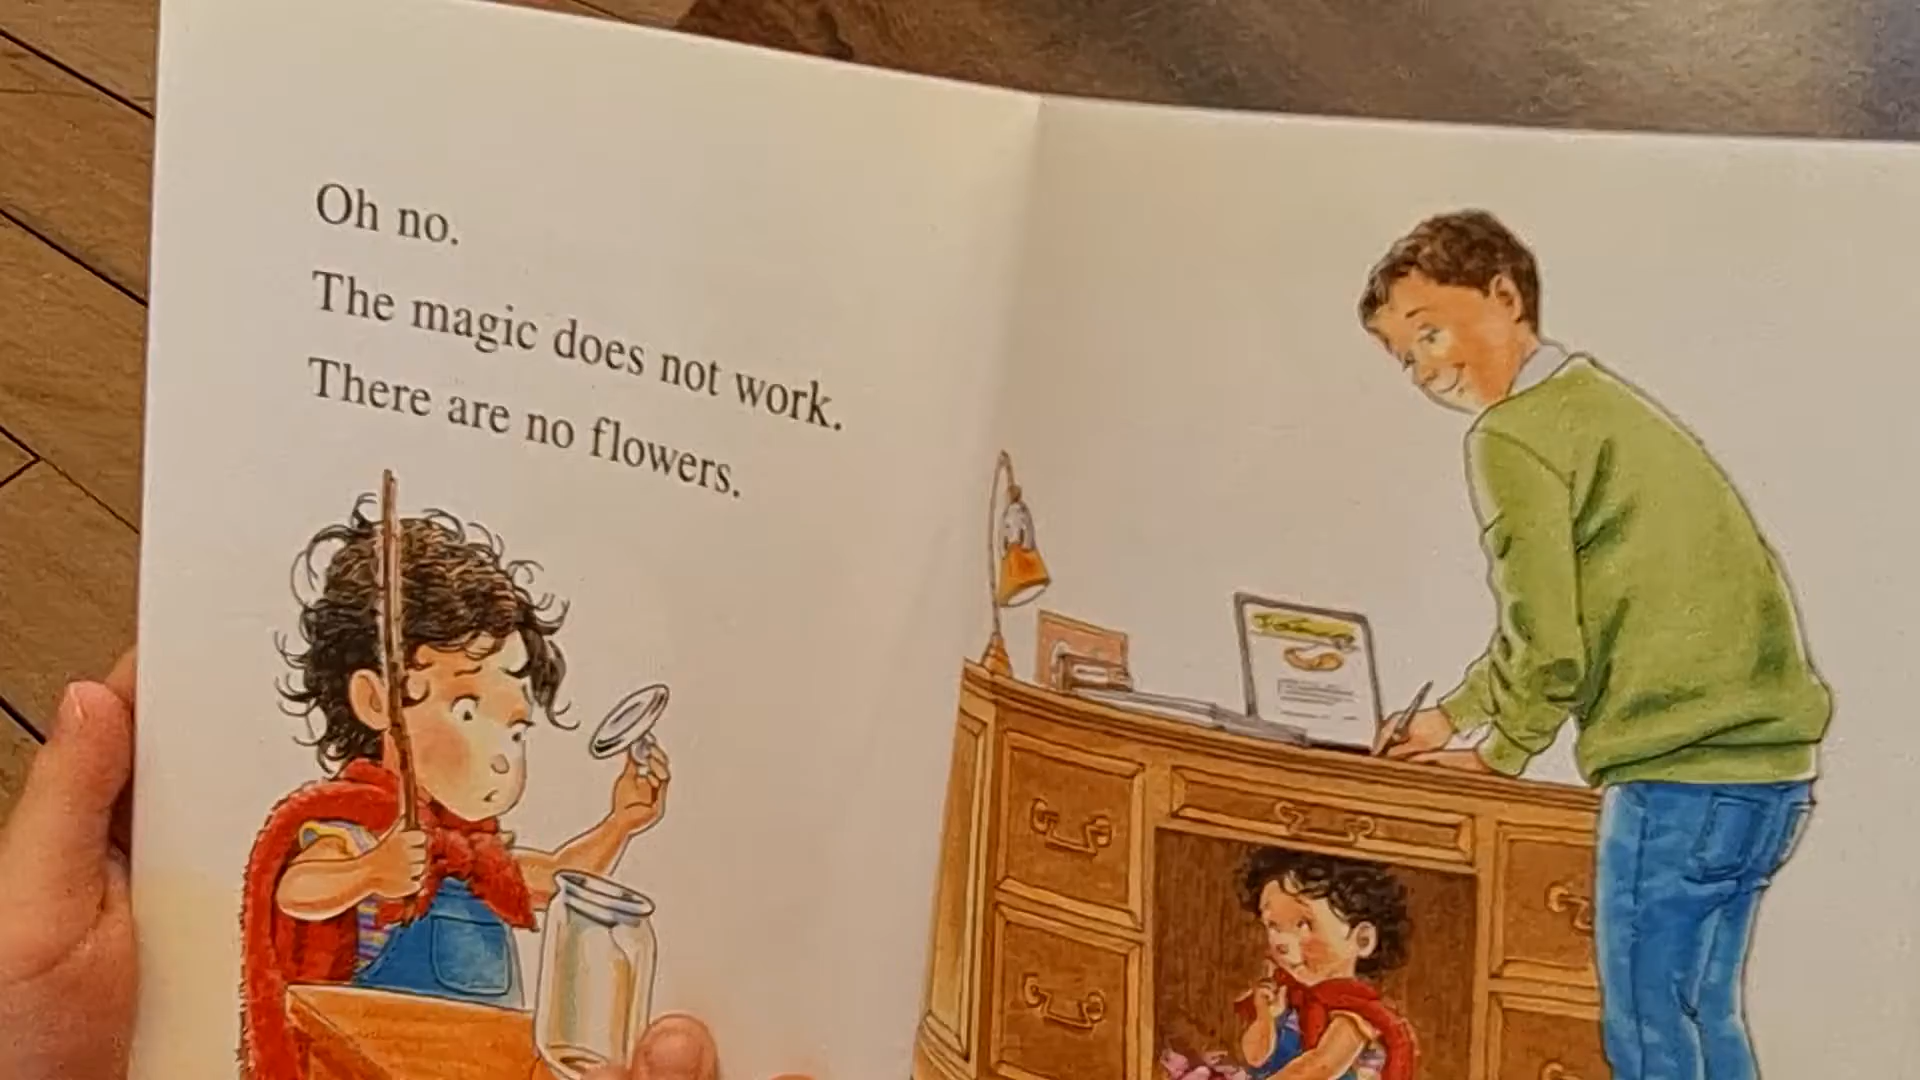 Oh no.
The magic does not work.
There are no flowers.